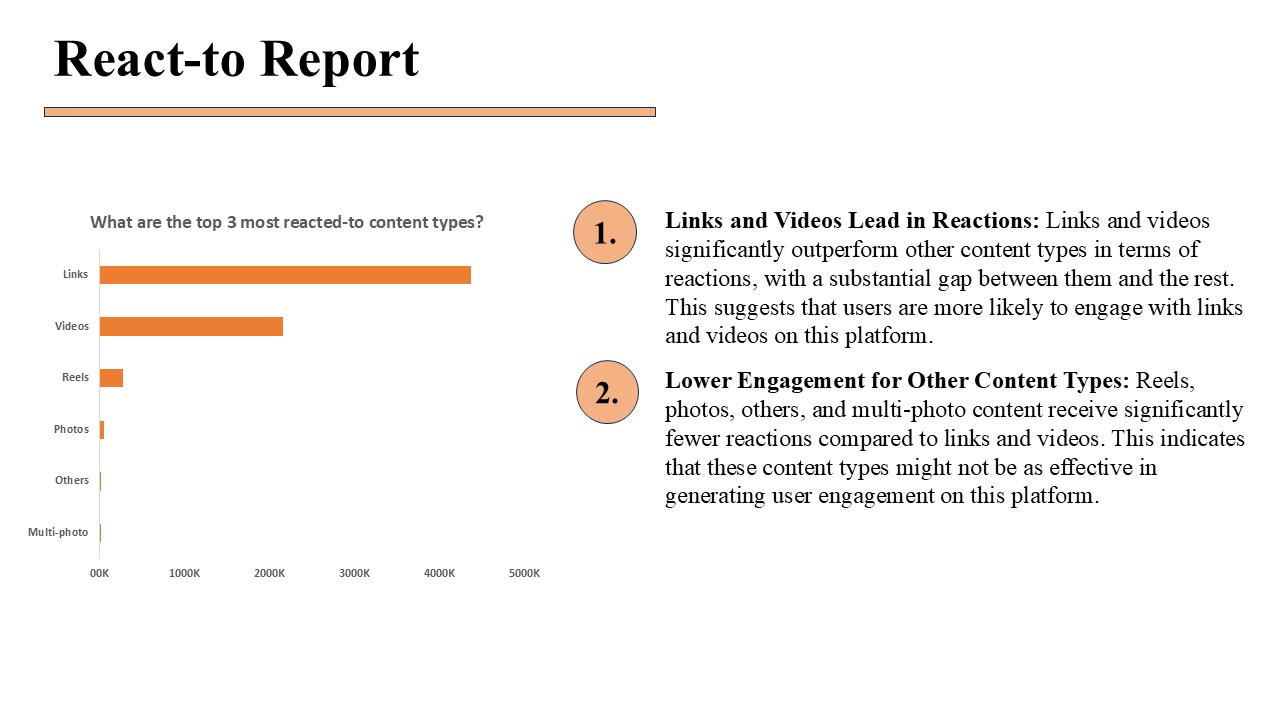 React-to Report
What are the top 3 most reacted-to content types?
Links
Videos
Reels
Photos
Others
Multi-photo
00K 1000K 2000K 3000K 4000K 5000K
1.
Links and Videos Lead in Reactions: Links and videos
significantly outperform other content types in terms of
reactions, with a substantial gap between them and the rest.
This suggests that users are more likely to engage with links
and videos on this platform.
2.
Lower Engagement for Other Content Types: Reels,
photos, others, and multi-photo content receive significantly
fewer reactions compared to links and videos. This indicates
that these content types might not be as effective in
generating user engagement on this platform.